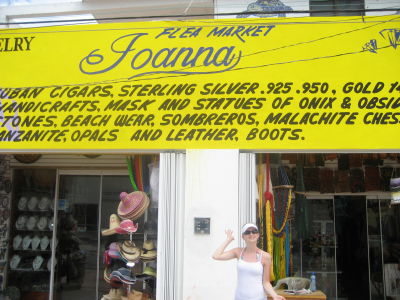 ELRY
FLEA MARKET
Joanna
UBAN CIGARS, STERLING SILVER .925 .950, GOLD 14
HANDICRAFTS, MASK AND STATUES OF ONIX & OBSID
TONES, BEACH WEAR, SOMBREROS, MALACHITE CHES
ANZANITE, OPALS AND LEATHER, BOOTS.